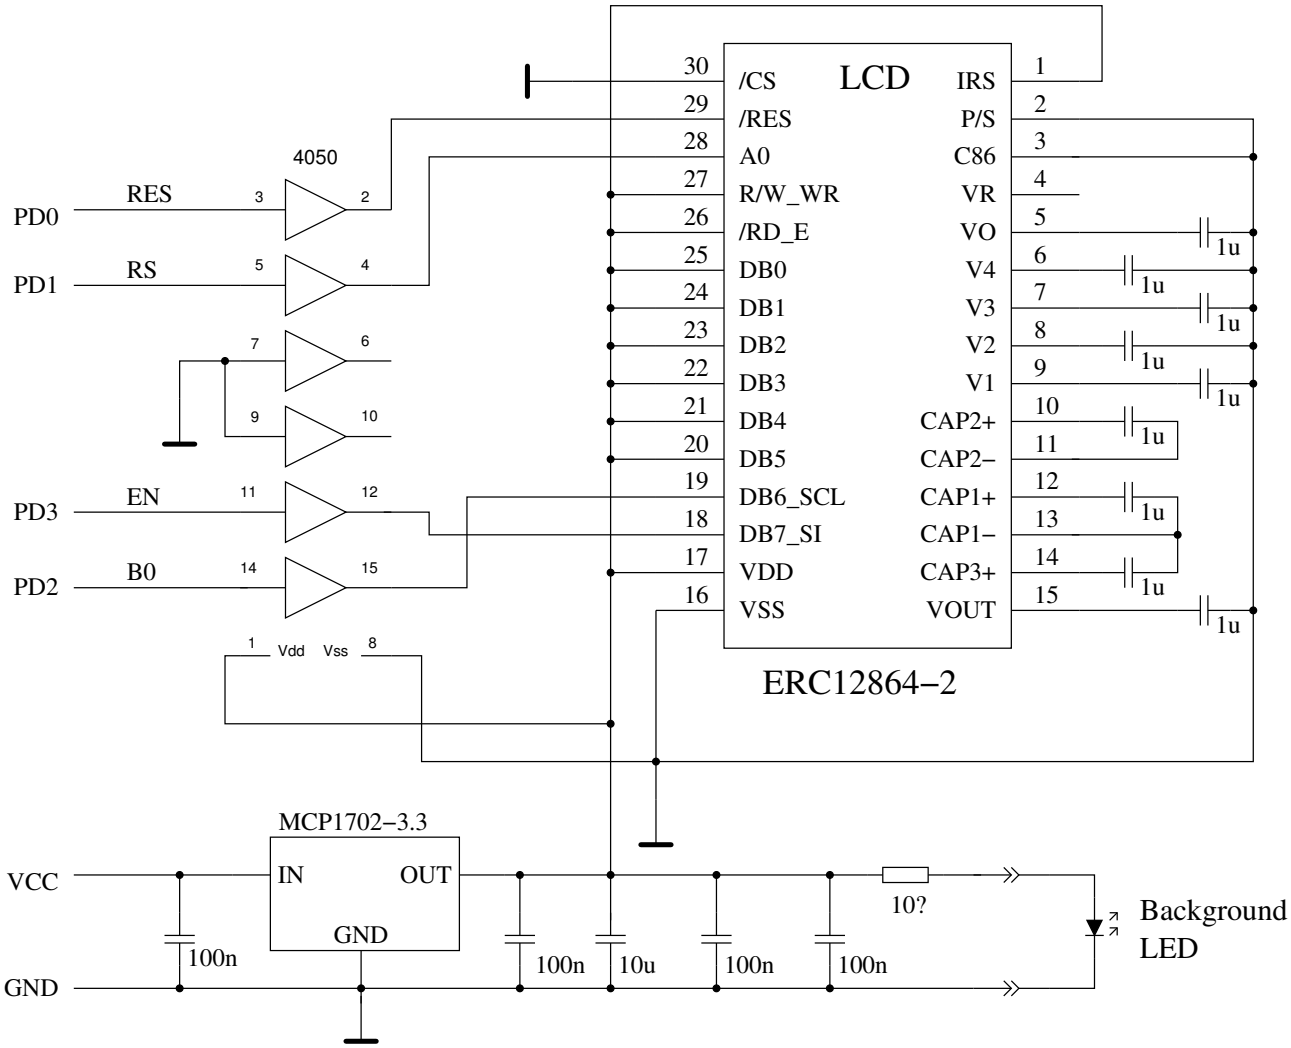 LCD
30 /CS IRS 1
29 /RES P/S 2
28 A0 C86 3
27 R/W_WR VR 4
26 /RD_E VO 5 1u
25 DB0 V4 6 1u
24 DB1 V3 7 1u
23 DB2 V2 8 1u
22 DB3 V1 9 1u
21 DB4 CAP2+ 10 1u
20 DB5 CAP2− 11
19 DB6_SCL CAP1+ 12 1u
18 DB7_SI CAP1− 13
17 VDD CAP3+ 14 1u
16 VSS VOUT 15 1u
ERC12864−2
4050
PD0 RES 3 2
PD1 RS 5 4
7 6
9 10
PD3 EN 11 12
PD2 B0 14 15
1 Vdd Vss 8
MCP1702−3.3
VCC IN OUT
GND
10?
100n 100n 10u 100n 100n
GND
Background
LED